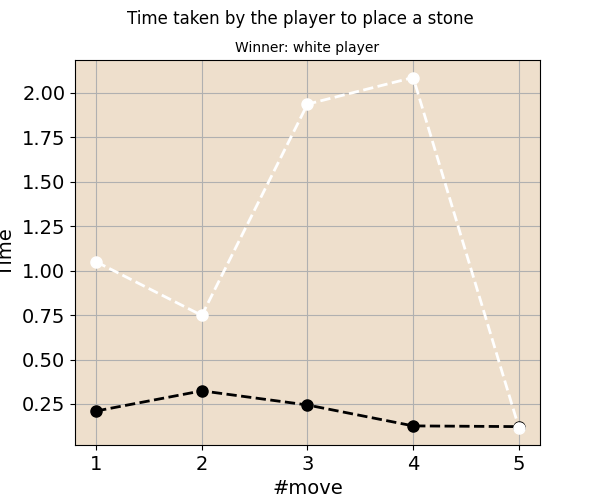 Time taken by the player to place a stone
Winner: white player
2.00
1.75
1.50
1.25
1.00
0.75
0.50
0.25
Time
1 2 3 4 5
#move